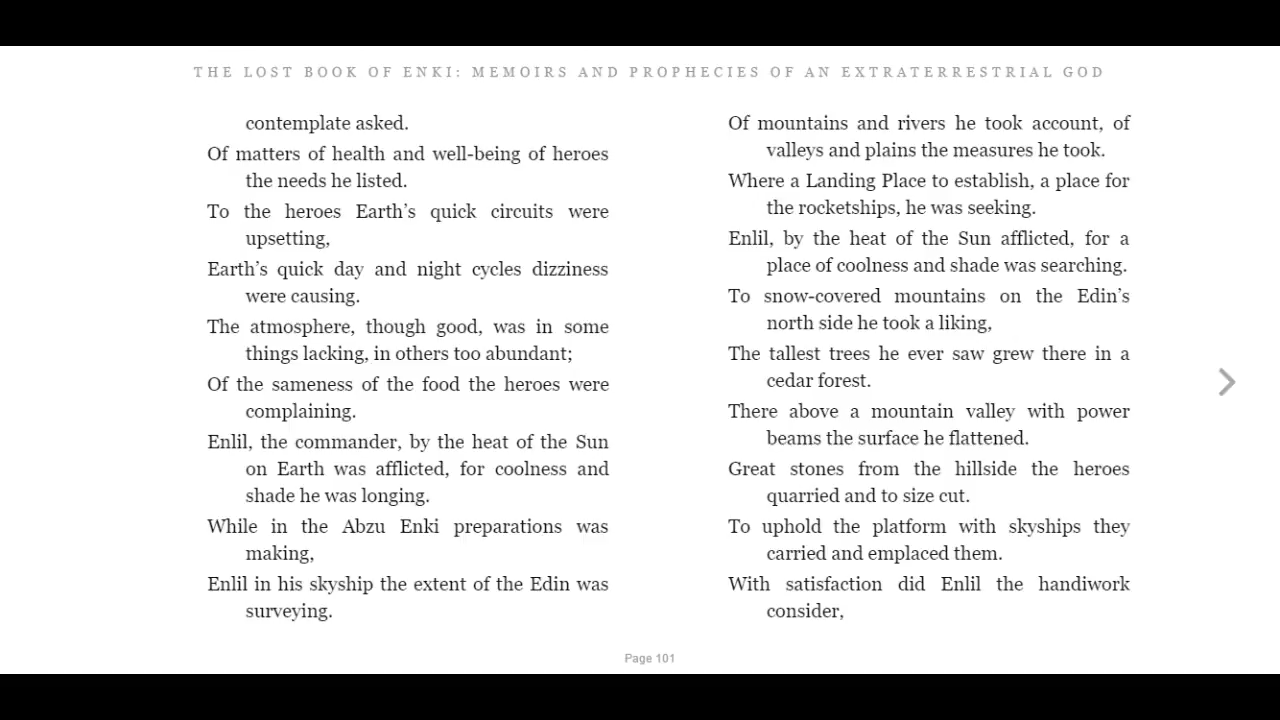 THE LOST BOOK OF ENKI: MEMOIRS AND PROPHECIES OF AN EXTRATERRESTRIAL GOD
contemplate asked.
Of matters of health and well-being of heroes
the needs he listed.
To the heroes Earth’s quick circuits were
upsetting,
Earth’s quick day and night cycles dizziness
were causing.
The atmosphere, though good, was in some
things lacking, in others too abundant;
Of the sameness of the food the heroes were
complaining.
Enlil, the commander, by the heat of the Sun
on Earth was afflicted, for coolness and
shade he was longing.
While in the Abzu Enki preparations was
making,
Enlil in his skyship the extent of the Edin was
surveying.
Of mountains and rivers he took account, of
valleys and plains the measures he took.
Where a Landing Place to establish, a place for
the rocketships, he was seeking.
Enlil, by the heat of the Sun afflicted, for a
place of coolness and shade was searching.
To snow-covered mountains on the Edin’s
north side he took a liking,
The tallest trees he ever saw grew there in a
cedar forest.
There above a mountain valley with power
beams the surface he flattened.
Great stones from the hillside the heroes
quarried and to size cut.
To uphold the platform with skyships they
carried and emplaced them.
With satisfaction did Enlil the handiwork
consider,
Page 101